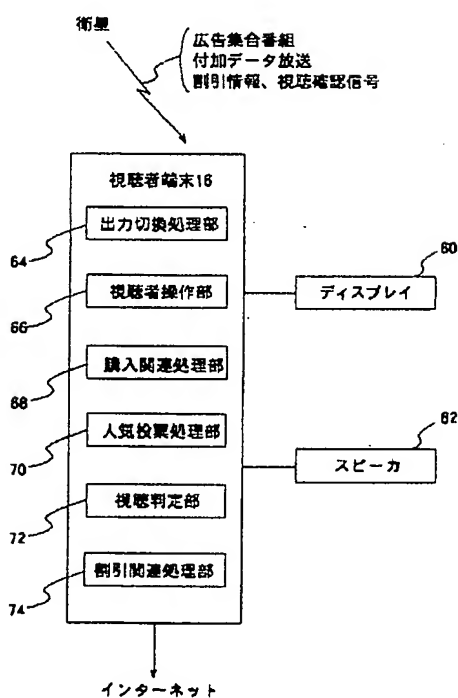 衛星
広告集合番組
付加データ放送
割引情報、視聴確認信号
視聴者端末16
出力切換処理部
64
視聴者操作部
66
購入関連処理部
68
人気投票処理部
70
視聴判定部
72
割引関連処理部
74
60
ディスプレイ
62
スピーカ
インターネット